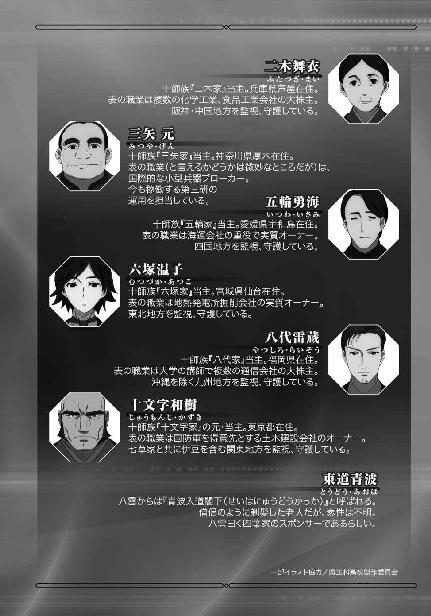 二木舞衣
ふたつぎ・まい
十師族『二木家』当主。兵庫県芦屋在住。
表の職業は複数の化学工業、食品工業会社の大株主。
阪神・中国地方を監視、守護している。
三矢 元
みつや・げん
十師族『三矢家』当主。神奈川県厚木在住。
表の職業(と言えるかどうかは微妙なところだが)は、
国際的な小型兵器ブローカー。
今も稼働する第三研の
運用を担当している。
五輪勇海
いつわ・いさみ
十師族『五輪家』当主。愛媛県宇和島在住。
表の職業は海運会社の重役で実質オーナー。
四国地方を監視、守護している。
六塚温子
むつづか・あつこ
十師族『六塚家』当主。宮城県仙台在住。
表の職業は地熱発電所掘削会社の実質オーナー。
東北地方を監視、守護している。
八代雷蔵
やつしろ・らいぞう
十師族『八代家』当主。福岡県在住。
表の職業は大学の講師で複数の通信会社の大株主。
沖縄を除く九州地方を監視、守護している。
十文字和樹
じゅうもんじ・かずき
十師族『十文字家』の元・当主。東京都在住。
表の職業は国防軍を得意先とする土木建設会社のオーナー。
七草家と共に伊豆を含む関東地方を監視、守護している。
東道青波
とうどう・あおば
八雲からは『青波入道閣下(せいはにゅうどうかっか)』と呼ばれる。
僧侶のように剃髪した老人だが、素性は不明。
八雲曰く四葉家のスポンサーであるらしい。
一部イラスト協力/魔法科高校製作委員会